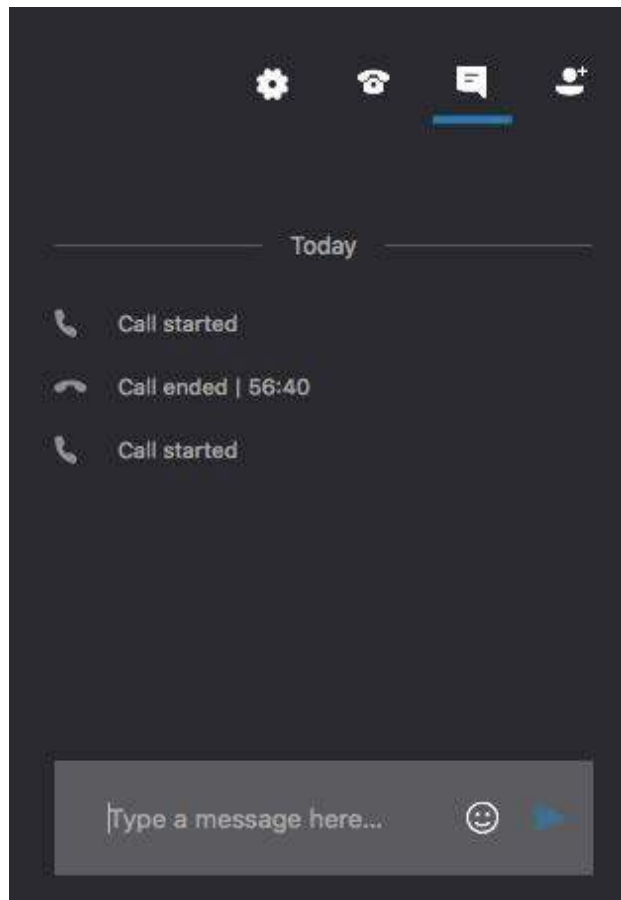 Today
Call started
Call ended | 56:40
Call started
Type a message here...